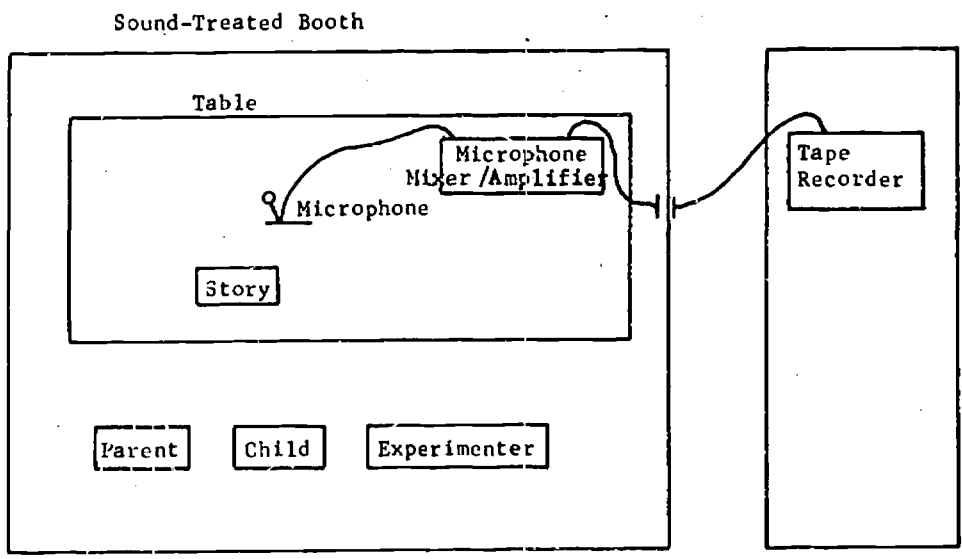 Sound-Treated Booth
Table
Microphone
Mixer/Amplifier
Tape
Recorder
Microphone
Story
Parent
Child
Experimenter